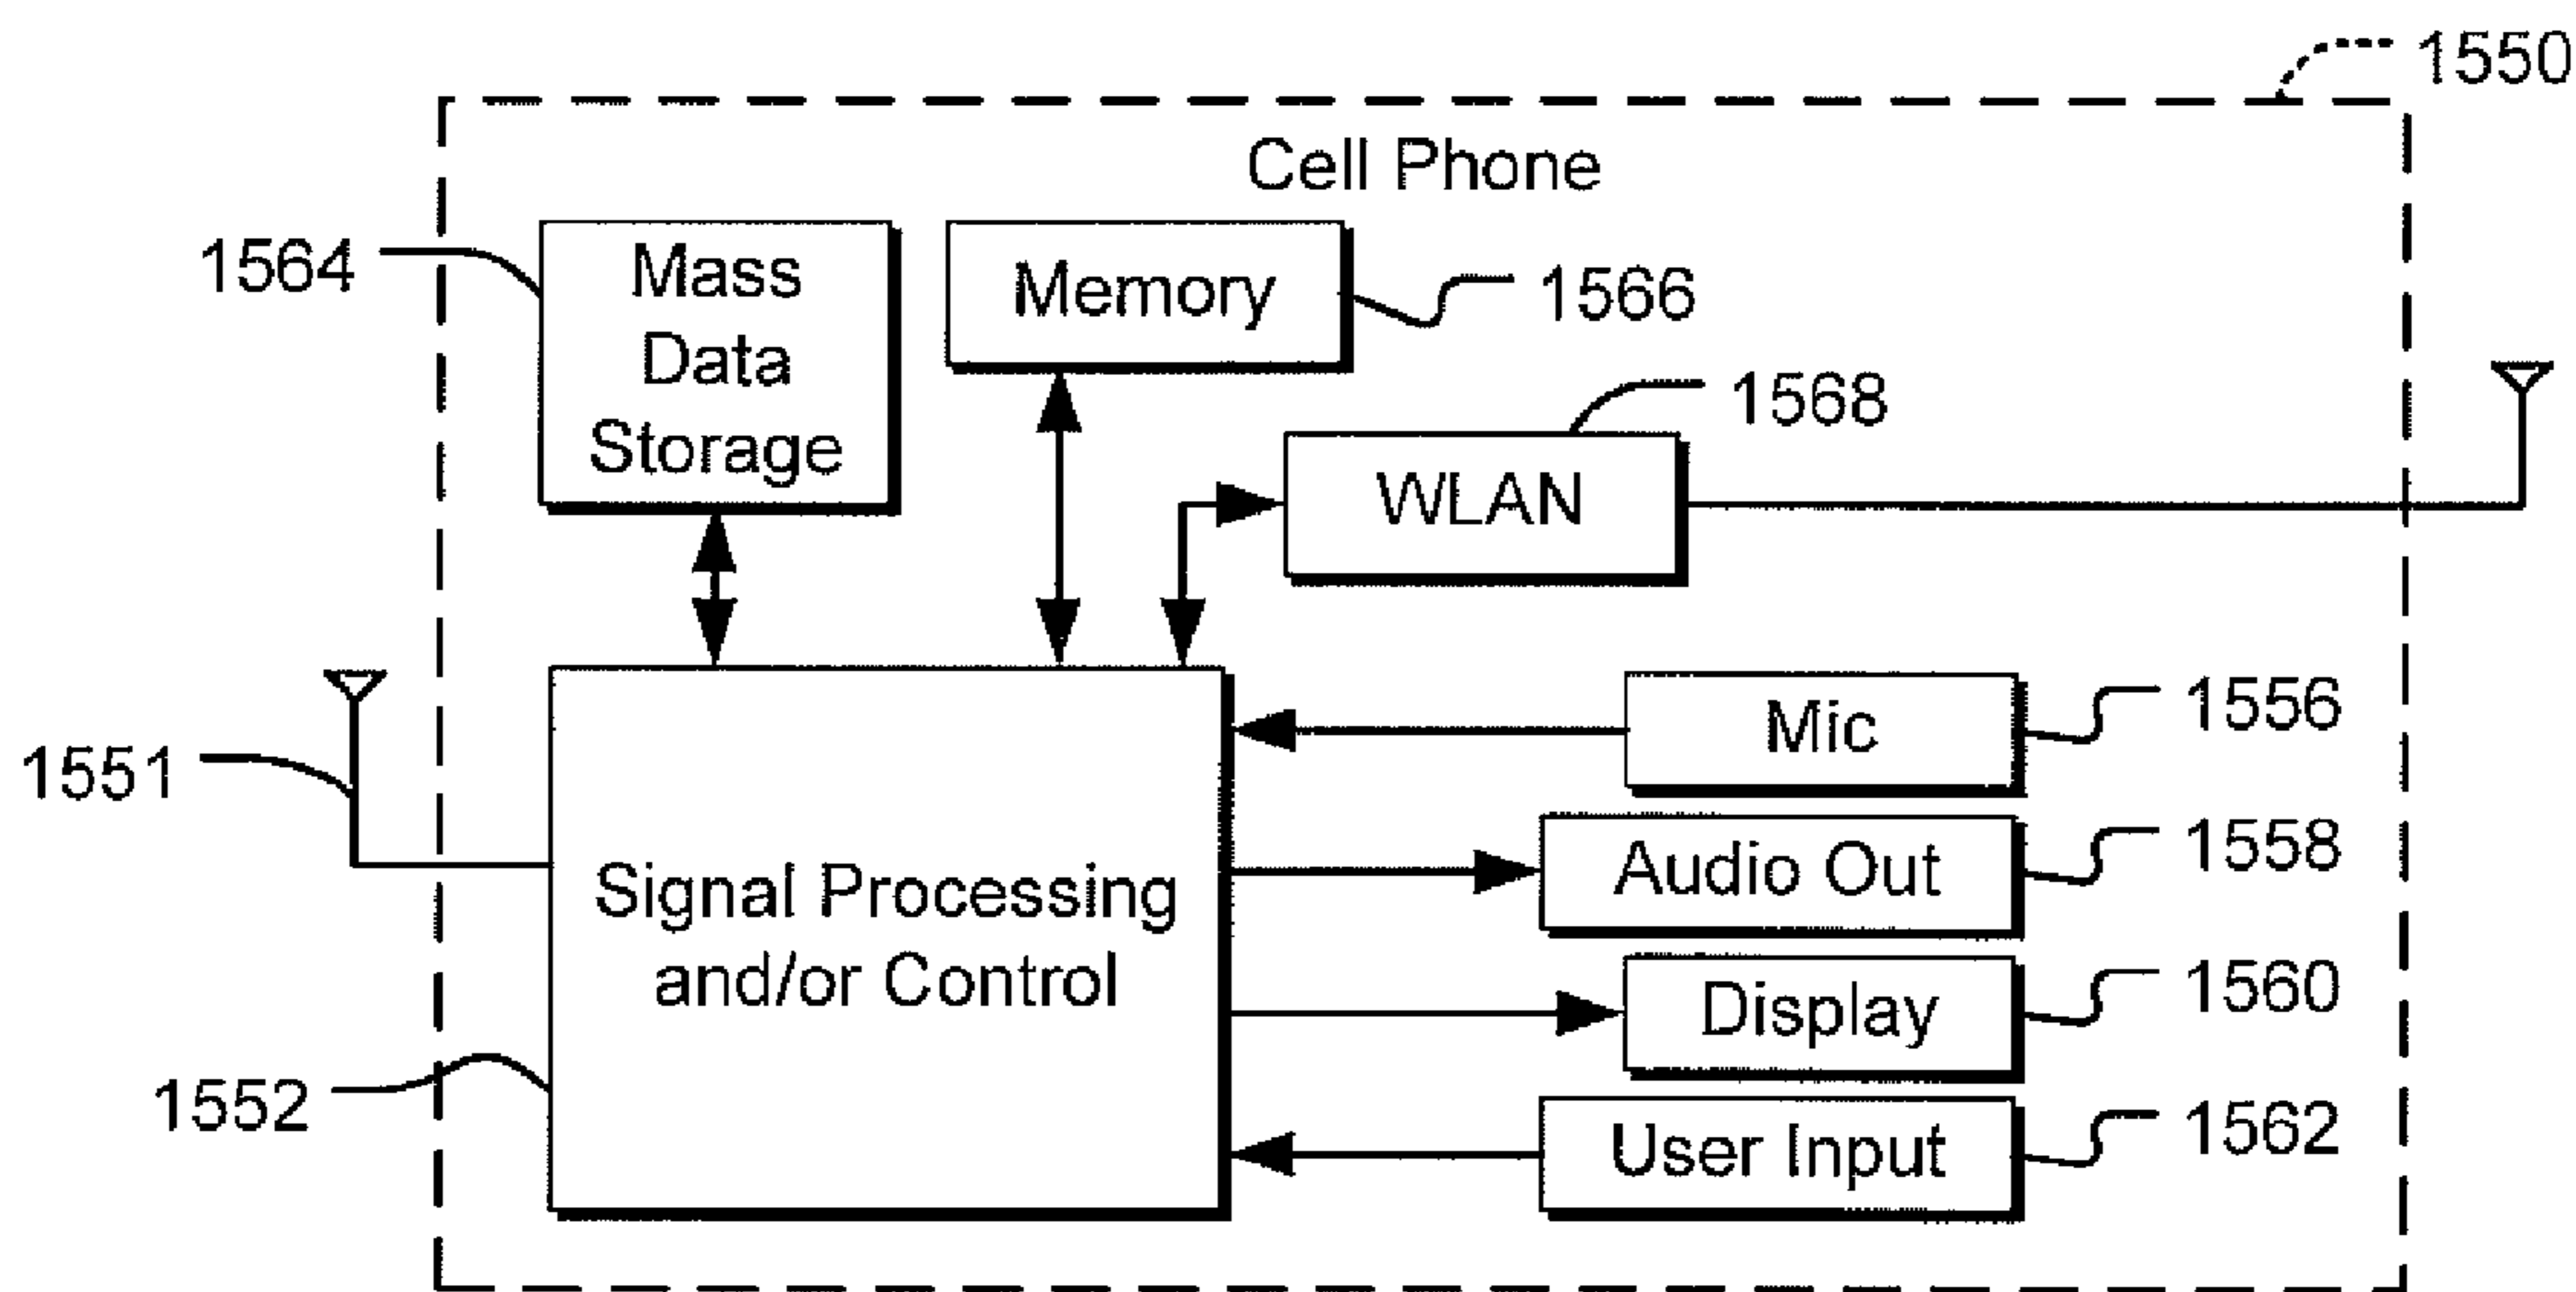 1550
Cell Phone
1564
Mass
Data
Storage
Memory
1566
1568
WLAN
1551
1552
Signal Processing
and/or Control
Mic
1556
Audio Out
1558
Display
1560
User Input
1562